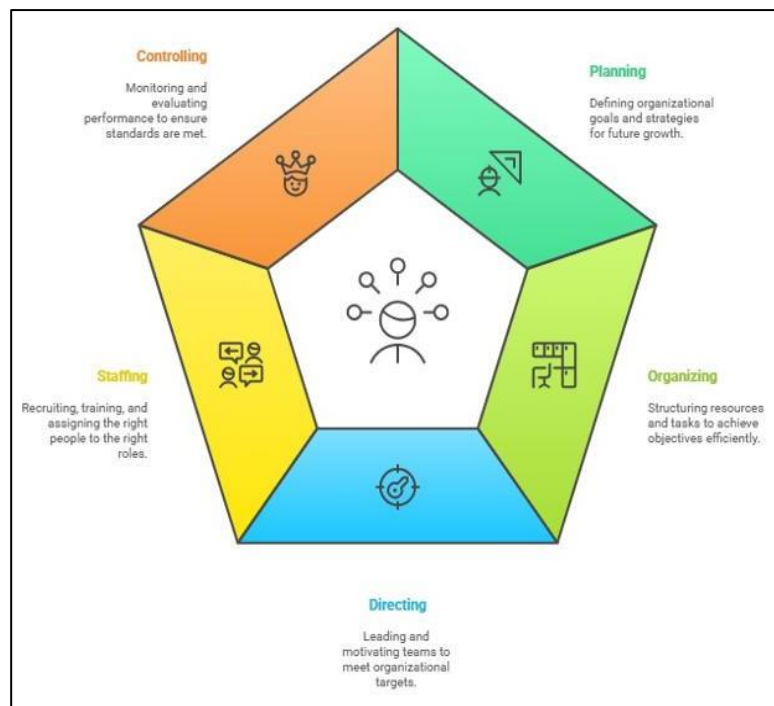 Controlling
Monitoring and
evaluating
performance to ensure
standards are met.
Planning
Defining organizational
goals and strategies
for future growth.
Staffing
Recruiting, training, and
assigning the right
people to the right
roles.
Organizing
Structuring resources
and tasks to achieve
objectives efficiently.
Directing
Leading and
motivating teams to
meet organizational
targets.